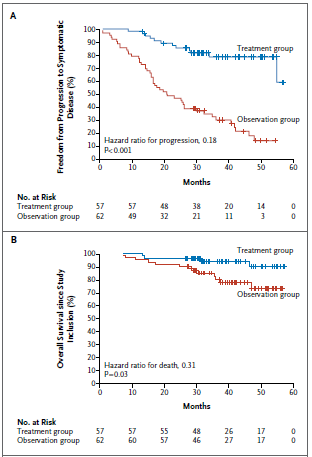 A
Freedom from Progression to Symptomatic
Disease (%)
100
90
80
70
60
50
40
30
20
10
0
0 10 20 30 40 50 60
Months
Treatment group
Observation group
Hazard ratio for progression, 0.18
P<0.001
No. at Risk
Treatment group 57 57 48 38 20 14 0
Observation group 62 49 32 21 11 3 0
B
Overall Survival since Study
Inclusion (%)
100
90
80
70
60
50
40
30
20
10
0
0 10 20 30 40 50 60
Months
Treatment group
Observation group
Hazard ratio for death, 0.31
P=0.03
No. at Risk
Treatment group 57 57 55 48 26 17 0
Observation group 62 60 57 46 27 17 0